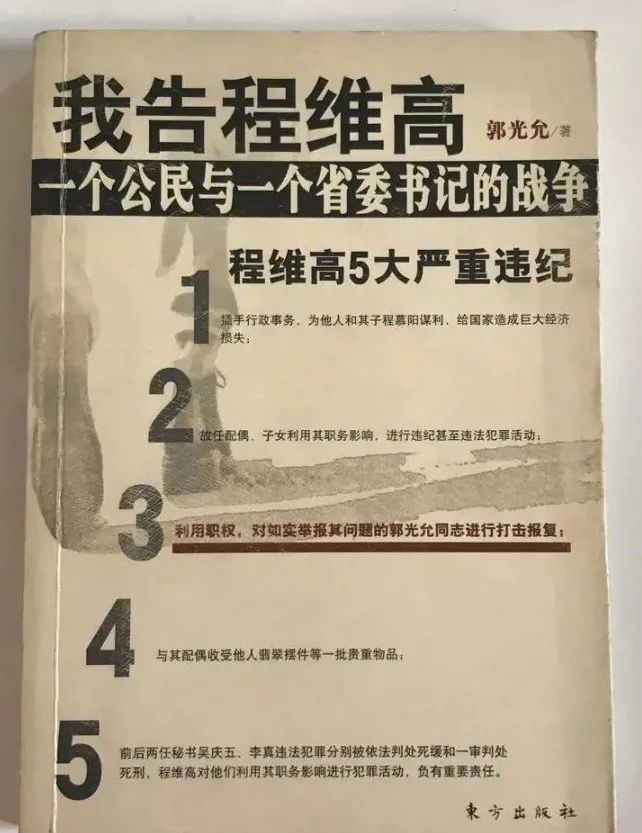 我告程维高
郭光允/著
一个公民与一个省委书记的战争
程维高5大严重违纪
1
插手行政事务，为他人和其子程慕阳谋利，给国家造成巨大经济
损失；
2
放任配偶、子女利用其职务影响，进行违纪甚至违法犯罪活动；
3
利用职权，对如实举报其问题的郭光允同志进行打击报复；
4
与其配偶收受他人翡翠摆件等一批贵重物品；
5
前后两任秘书吴庆五、李真违法犯罪分别被依法判处死缓和一审判处
死刑，程维高对他们利用其职务影响进行犯罪活动，负有重要责任。
东方出版社